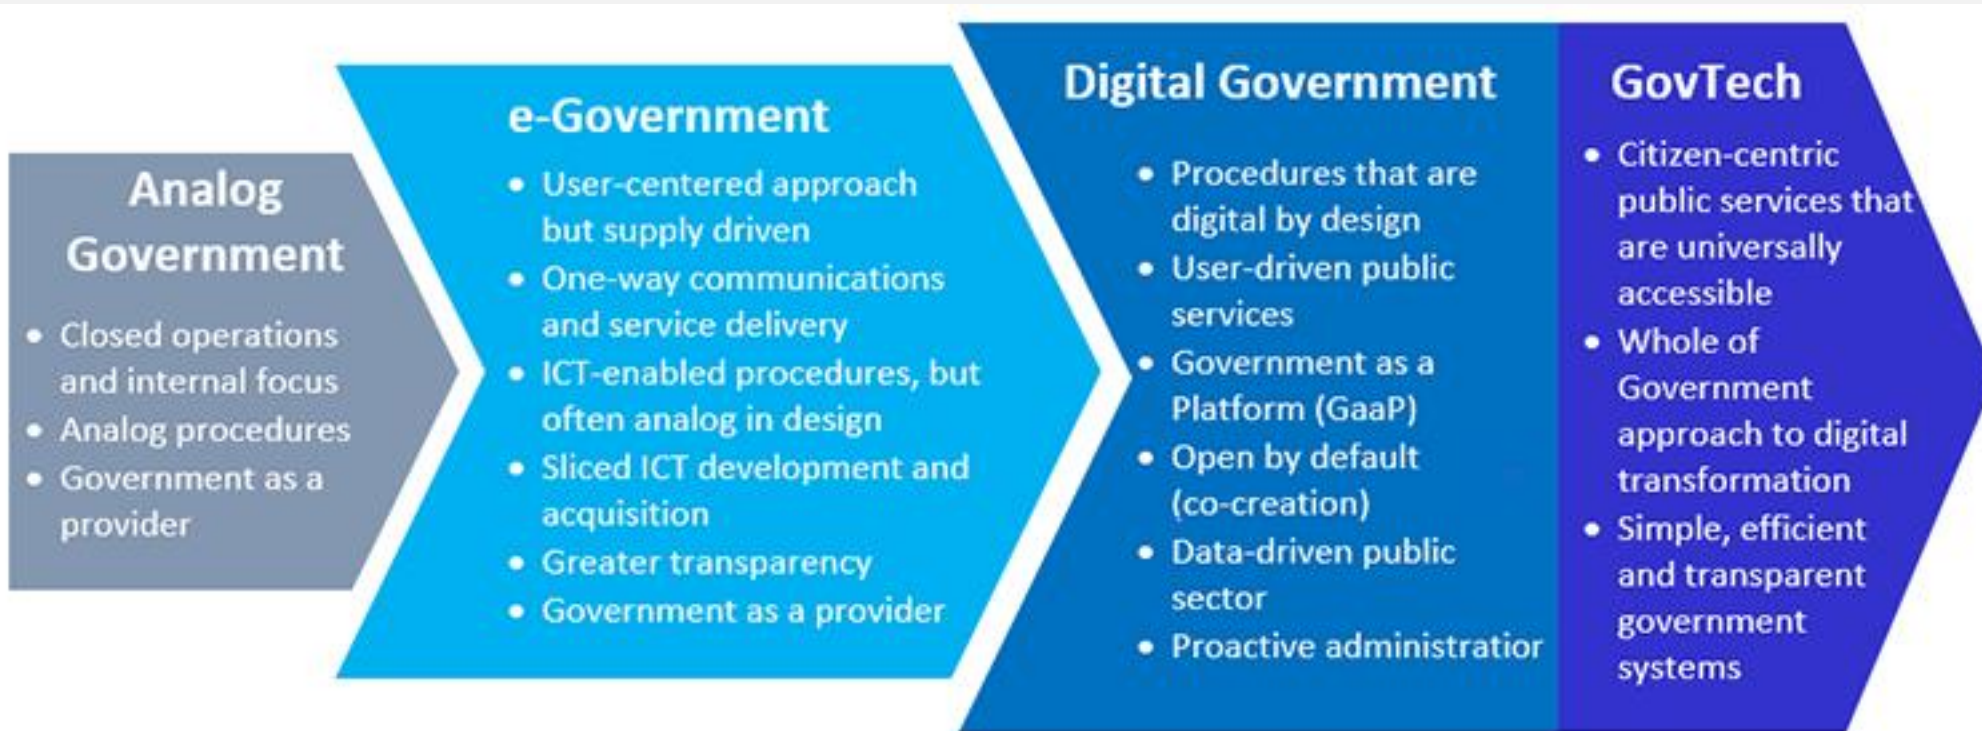 Analog
Government
• Closed operations
and internal focus
• Analog procedures
• Government as a
provider
e-Government
• User-centered approach
but supply driven
• One-way communications
and service delivery
• ICT-enabled procedures, but
often analog in design
• Sliced ICT development and
acquisition
• Greater transparency
• Government as a provider
Digital Government
• Procedures that are
digital by design
• User-driven public
services
• Government as a
Platform (GaaP)
• Open by default
(co-creation)
• Data-driven public
sector
• Proactive administration
GovTech
• Citizen-centric
public services that
are universally
accessible
• Whole of
Government
approach to digital
transformation
• Simple, efficient
and transparent
government
systems